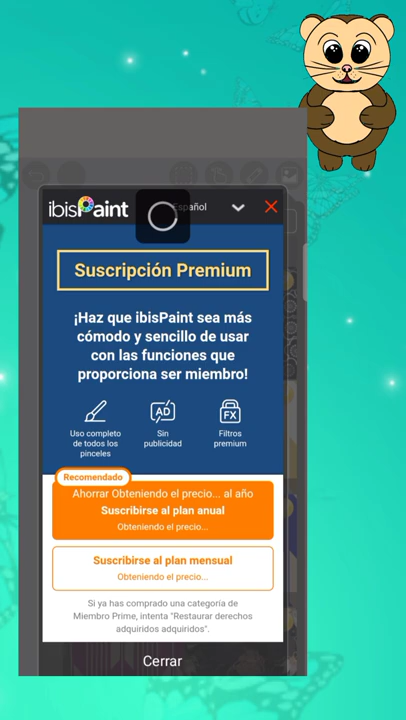 ibisPaint
Español
Suscripción Premium
¡Haz que ibisPaint sea más
cómodo y sencillo de usar
con las funciones que
proporciona ser miembro!
AD
FX
Uso completo
de todos los
pinceles
Sin
publicidad
Filtros
premium
Recomendado
Ahorrar Obteniendo el precio... al año
Suscribirse al plan anual
Obteniendo el precio...
Suscribirse al plan mensual
Obteniendo el precio...
Si ya has comprado una categoría de
Miembro Prime, intenta "Restaurar derechos
adquiridos adquiridos".
Cerrar